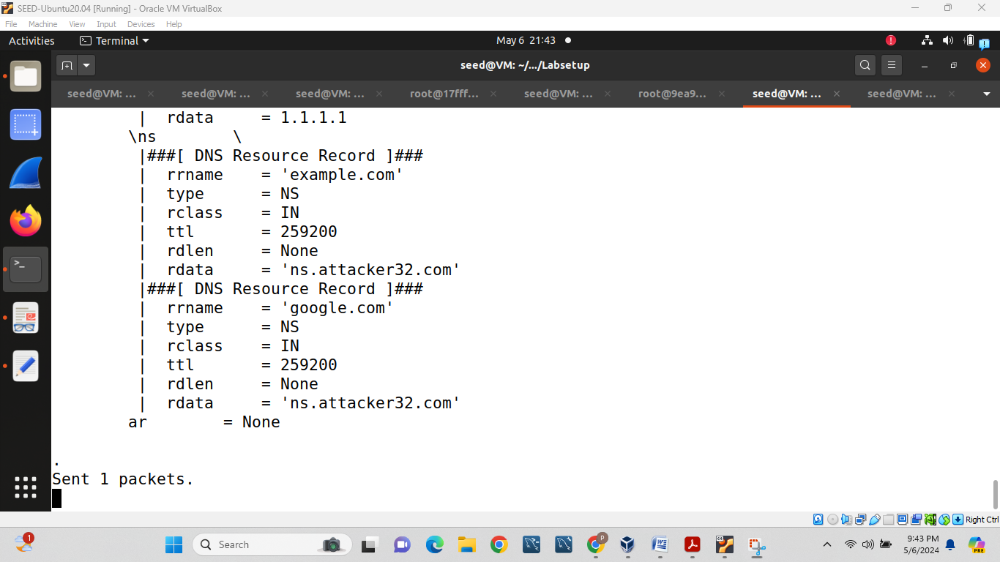 SEED-Ubuntu20.04 [Running] - Oracle VM VirtualBox
File Machine View Input Devices Help
Activities Terminal May 6 21:43
seed@VM: ~/.../Labsetup
seed@VM: ... seed@VM: ... seed@VM: ... root@17fff... seed@VM: ... root@9ea9... seed@VM: ... seed@VM: ...
| rdata = 1.1.1.1
\ns \
|###[ DNS Resource Record ]###
| rrname = 'example.com'
| type = NS
| rclass = IN
| ttl = 259200
| rdlen = None
| rdata = 'ns.attacker32.com'
|###[ DNS Resource Record ]###
| rrname = 'google.com'
| type = NS
| rclass = IN
| ttl = 259200
| rdlen = None
| rdata = 'ns.attacker32.com'
ar = None
.
Sent 1 packets.
Right Ctrl
1
Search
P
9:43 PM
5/6/2024
PRE